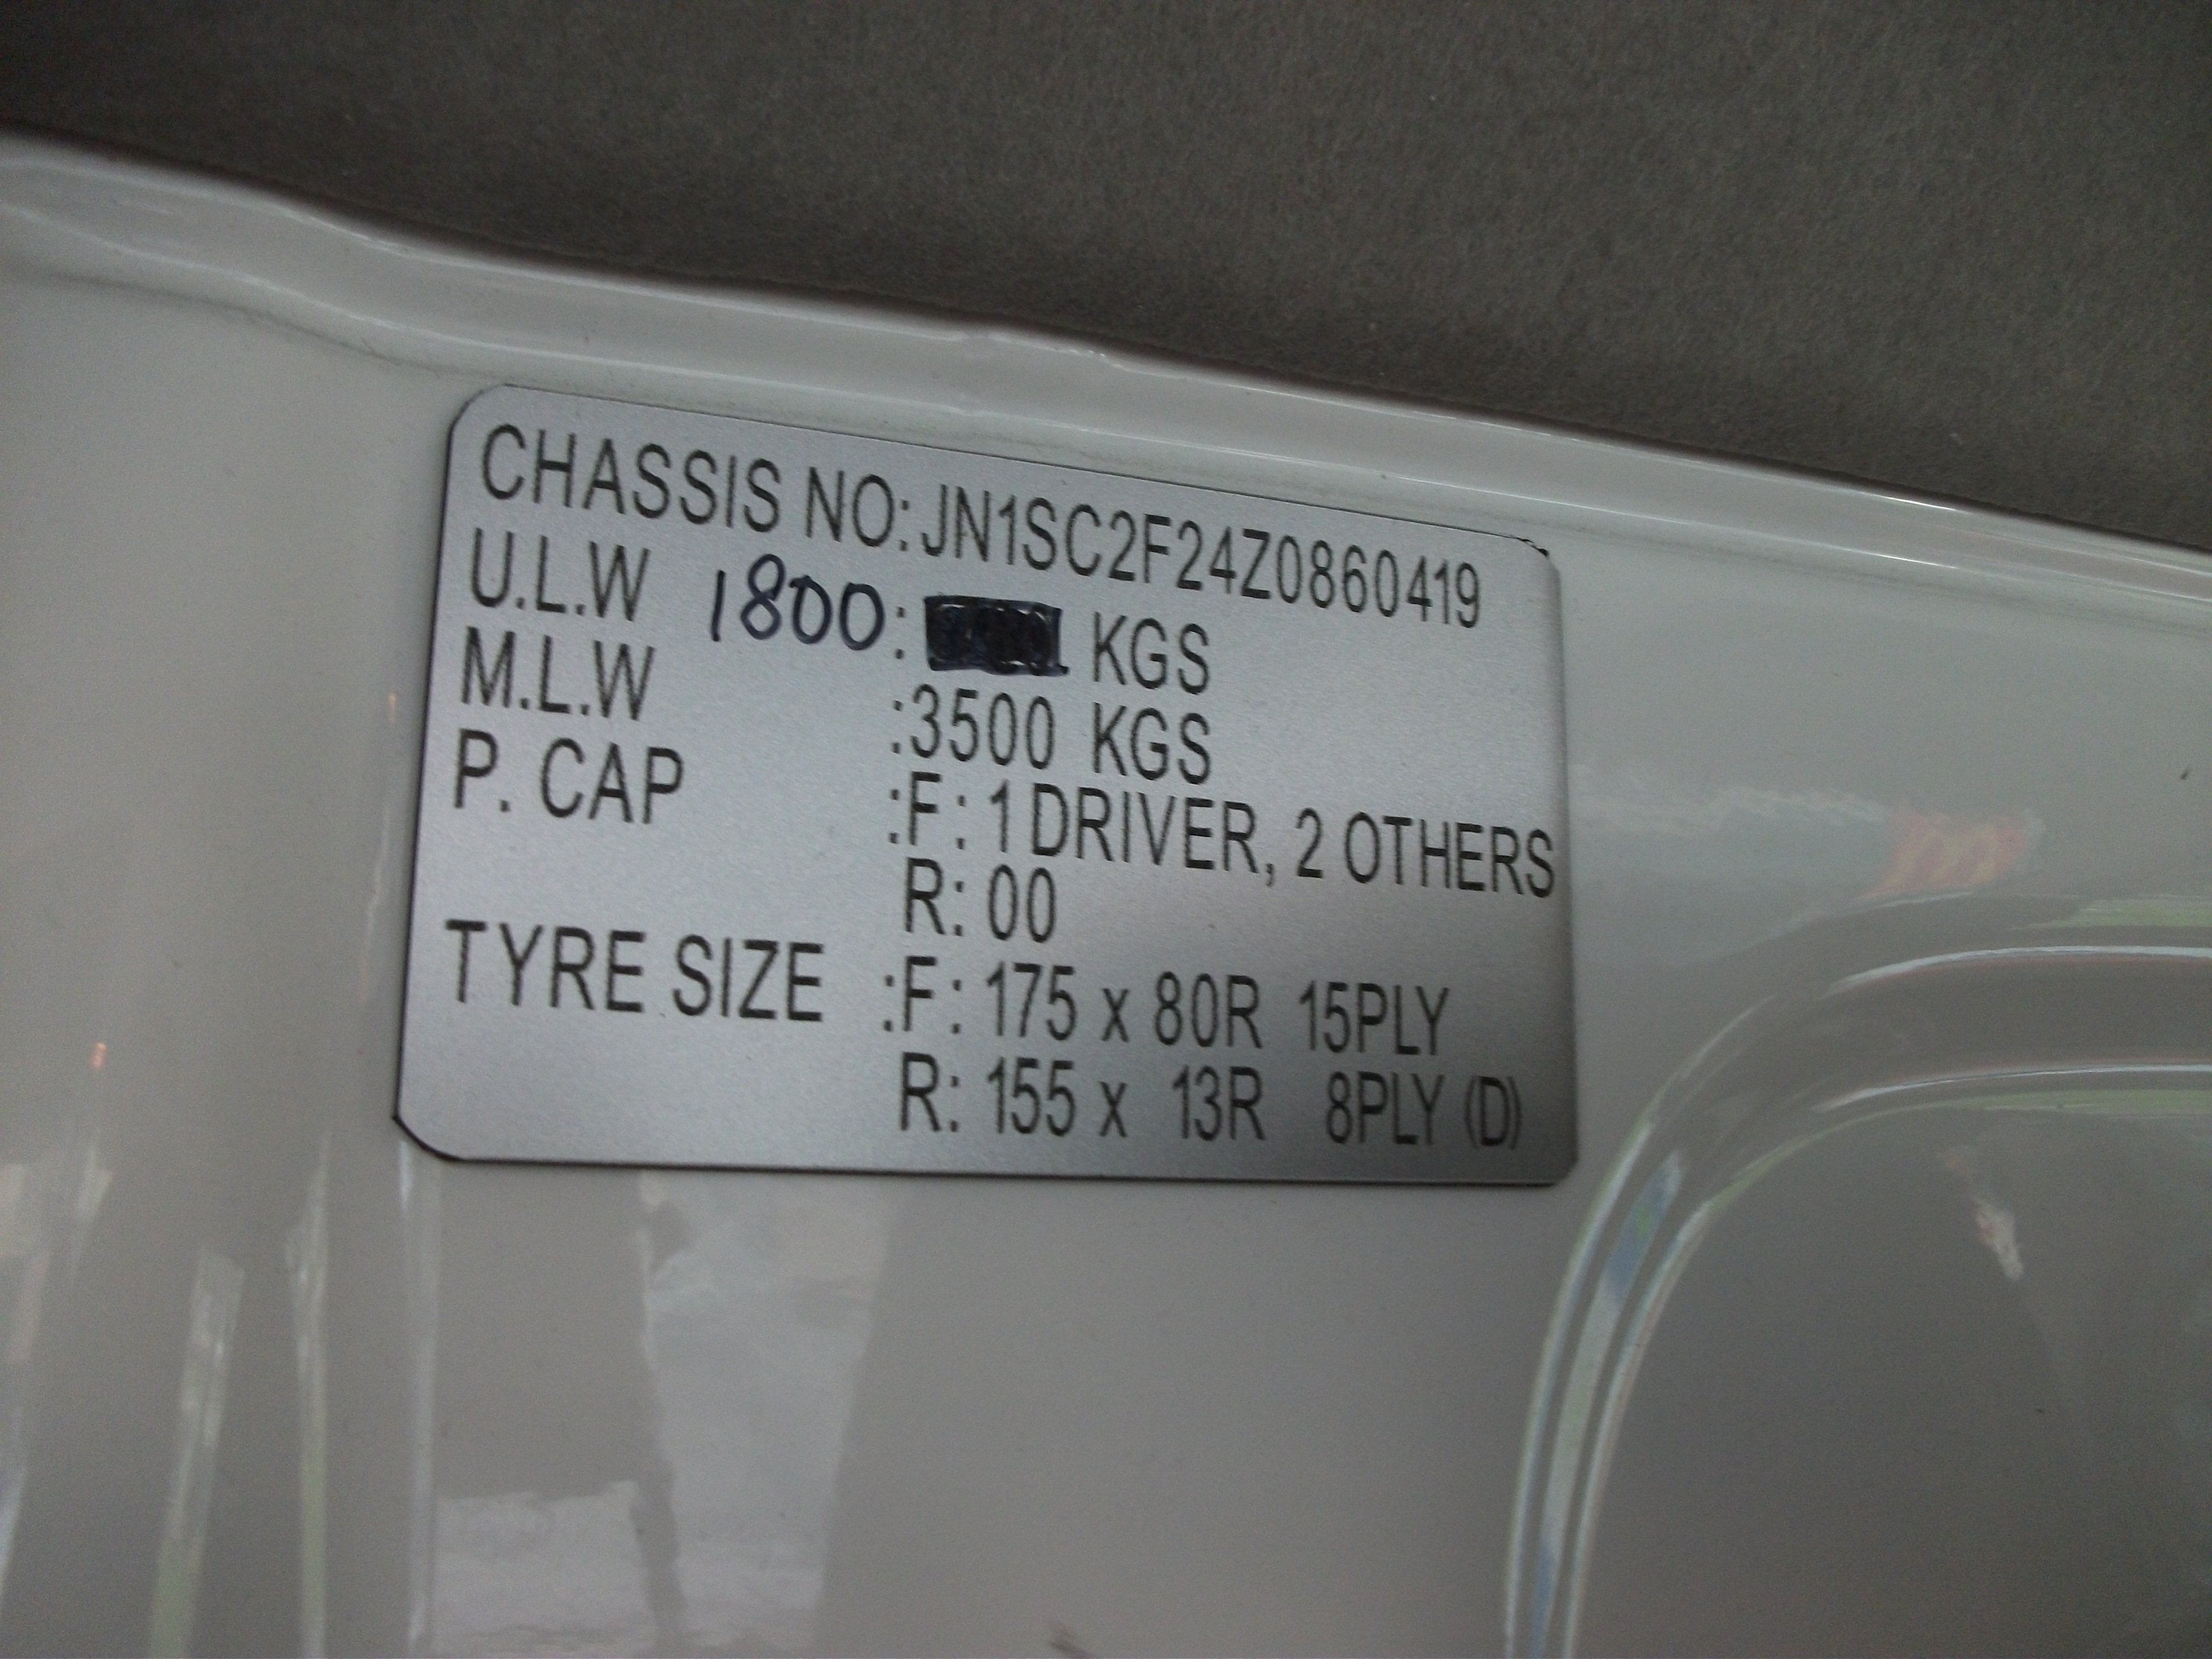 CHASSIS NO: JN1SC2F24Z0860419
U.L.W 1800 : KGS
M.L.W :3500 KGS
P. CAP :F: 1 DRIVER, 2 OTHERS
R: 00
TYRE SIZE :F: 175 x 80R 15PLY
R: 155 x 13R 8PLY (D)